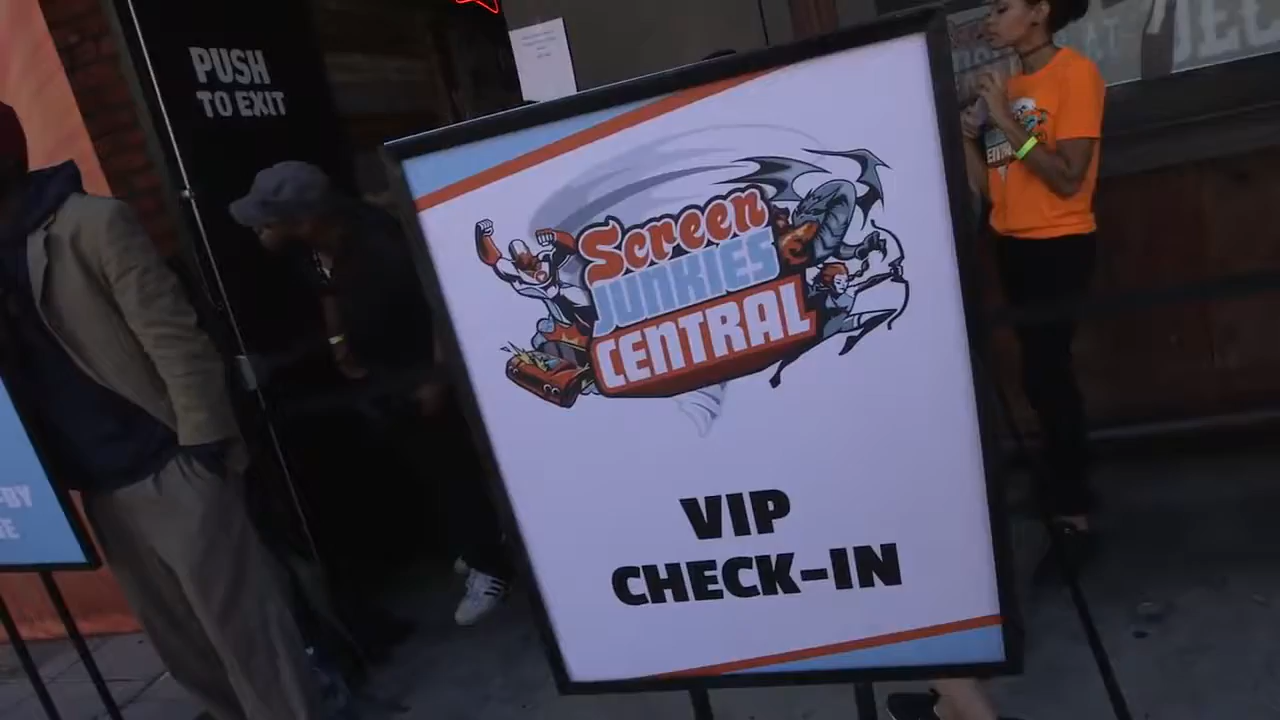 PUSH
TO EXIT
Screen
JUNKIES
CENTRAL
VIP
CHECK-IN